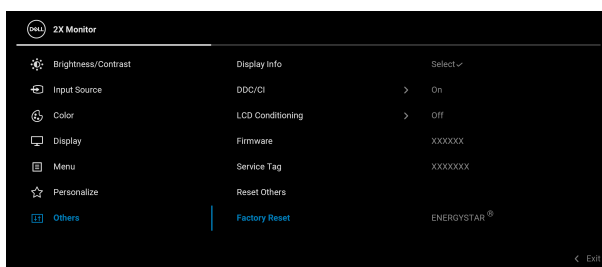 DELL 2X Monitor
Brightness/Contrast Display Info Select✓
Input Source DDC/CI > On
Color LCD Conditioning > Off
Display Firmware XXXXXX
Menu Service Tag XXXXXXX
Personalize Reset Others
Others Factory Reset ENERGYSTAR ®
< Exit